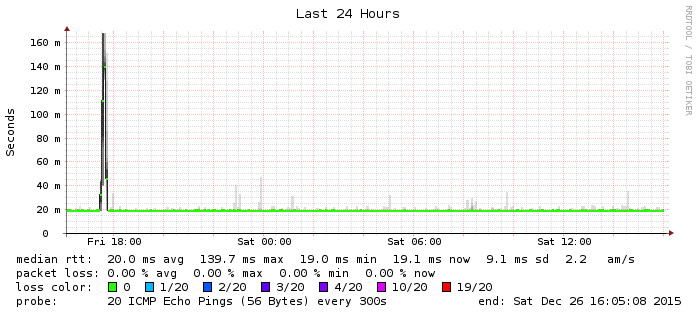 Last 24 Hours
RRDTOOL / TOBI OETIKER
Seconds
160 m
140 m
120 m
100 m
80 m
60 m
40 m
20 m
0
Fri 18:00 Sat 00:00 Sat 06:00 Sat 12:00
median rtt: 20.0 ms avg 139.7 ms max 19.0 ms min 19.1 ms now 9.1 ms sd 2.2 am/s
packet loss: 0.00 % avg 0.00 % max 0.00 % min 0.00 % now
loss color: 0 1/20 2/20 3/20 4/20 10/20 19/20
probe: 20 ICMP Echo Pings (56 Bytes) every 300s end: Sat Dec 26 16:05:08 2015